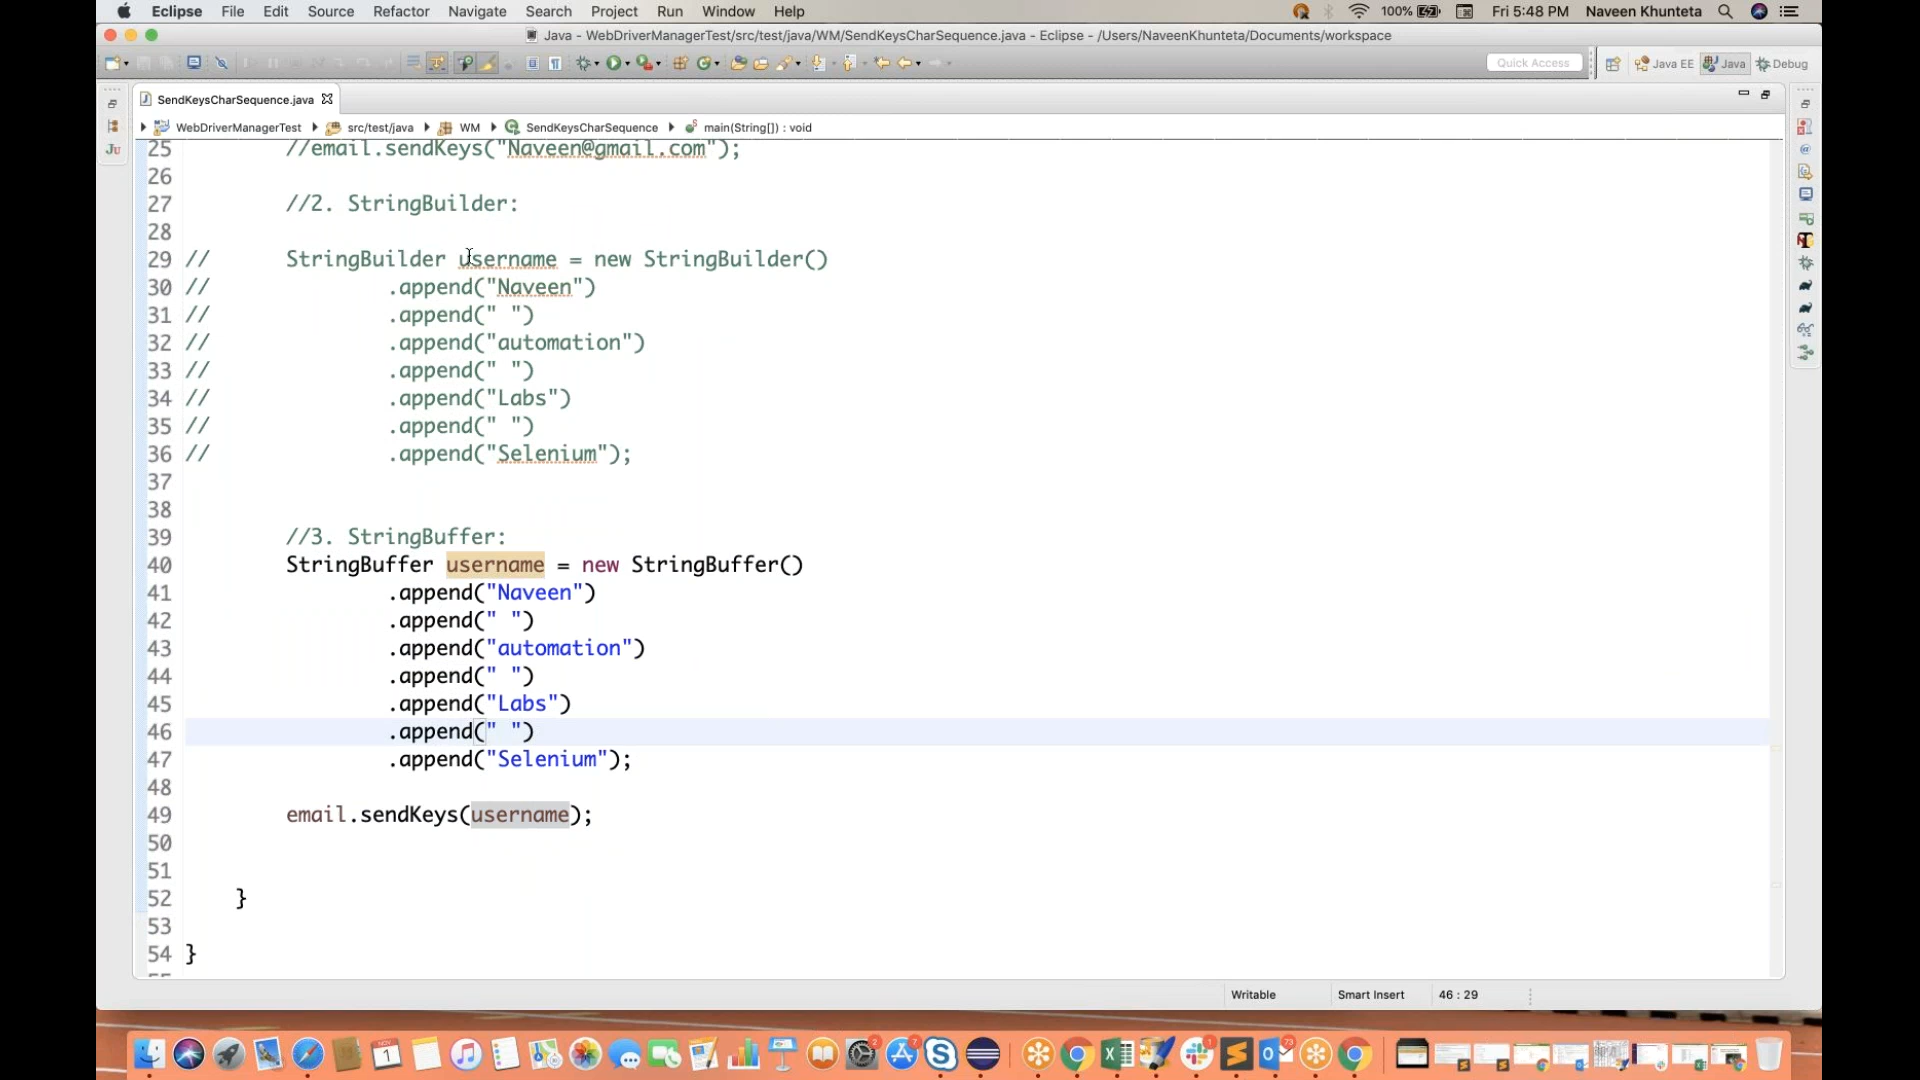 Eclipse File Edit Source Refactor Navigate Search Project Run Window Help 100% Fri 5:48 PM Naveen Khunteta
Java - WebDriverManagerTest/src/test/java/WM/SendKeysCharSequence.java - Eclipse - /Users/NaveenKhunteta/Documents/workspace
Quick Access Java EE Java Debug
SendKeysCharSequence.java
WebDriverManagerTest src/test/java WM SendKeysCharSequence main(String[]) : void
25 //email.sendKeys("Naveen@gmail.com");
26
27 //2. StringBuilder:
28
29 // StringBuilder username = new StringBuilder()
30 // .append("Naveen")
31 // .append(" ")
32 // .append("automation")
33 // .append(" ")
34 // .append("Labs")
35 // .append(" ")
36 // .append("Selenium");
37
38
39 //3. StringBuffer:
40 StringBuffer username = new StringBuffer()
41 .append("Naveen")
42 .append(" ")
43 .append("automation")
44 .append(" ")
45 .append("Labs")
46 .append(" ")
47 .append("Selenium");
48
49 email.sendKeys(username);
50
51
52 }
53
54 }
Writable Smart Insert 46 : 29